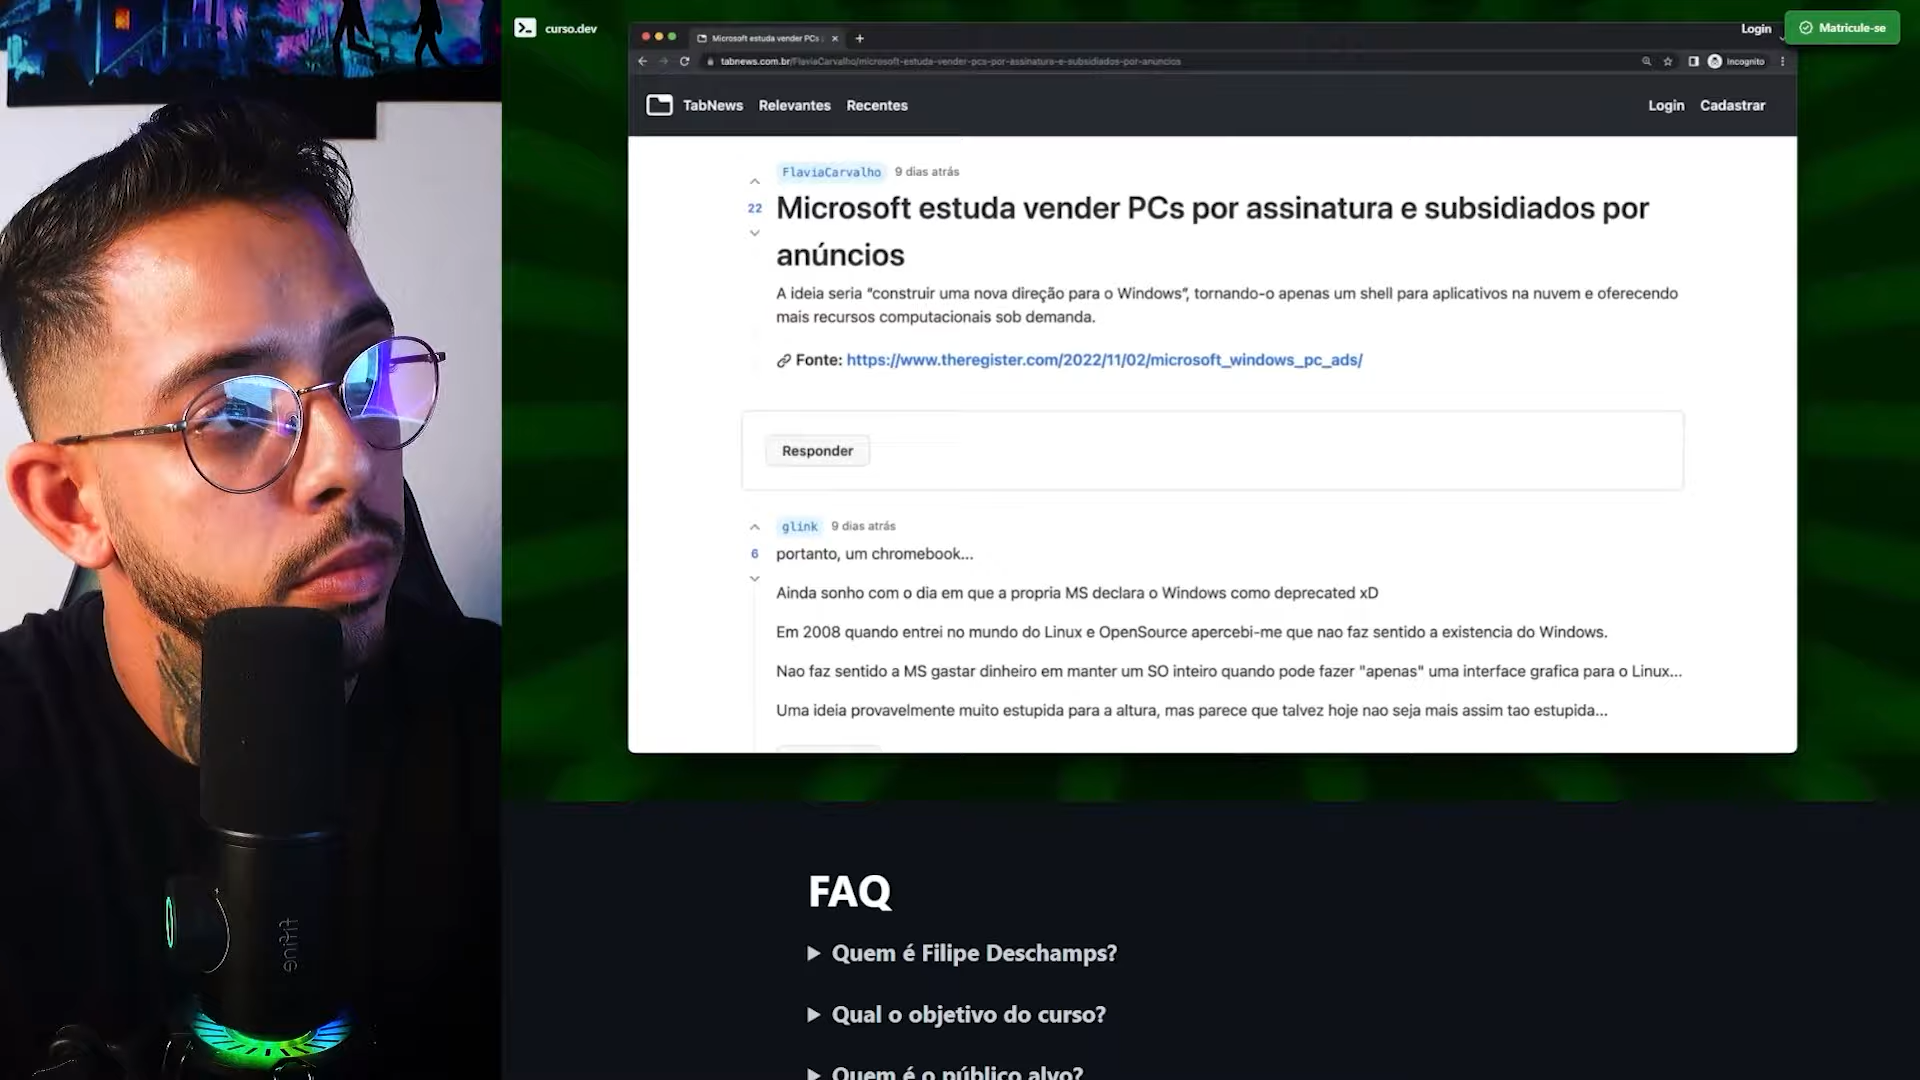 curso.dev
Login
Matricule-se
Microsoft estuda vender PCs
tabnews.com.br/FlaviaCarvalho/microsoft-estuda-vender-pcs-por-assinatura-e-subsidiados-por-anuncios
Incognito
TabNews Relevantes Recentes
Login Cadastrar
FlaviaCarvalho 9 dias atrás
22
Microsoft estuda vender PCs por assinatura e subsidiados por
anúncios
A ideia seria “construir uma nova direção para o Windows”, tornando-o apenas um shell para aplicativos na nuvem e oferecendo
mais recursos computacionais sob demanda.
Fonte: https://www.theregister.com/2022/11/02/microsoft_windows_pc_ads/
Responder
glink 9 dias atrás
6
portanto, um chromebook...
Ainda sonho com o dia em que a propria MS declara o Windows como deprecated xD
Em 2008 quando entrei no mundo do Linux e OpenSource apercebi-me que nao faz sentido a existencia do Windows.
Nao faz sentido a MS gastar dinheiro em manter um SO inteiro quando pode fazer "apenas" uma interface grafica para o Linux...
Uma ideia provavelmente muito estupida para a altura, mas parece que talvez hoje nao seja mais assim tao estupida...
FAQ
Quem é Filipe Deschamps?
Qual o objetivo do curso?
Quem é o público alvo?
fifine